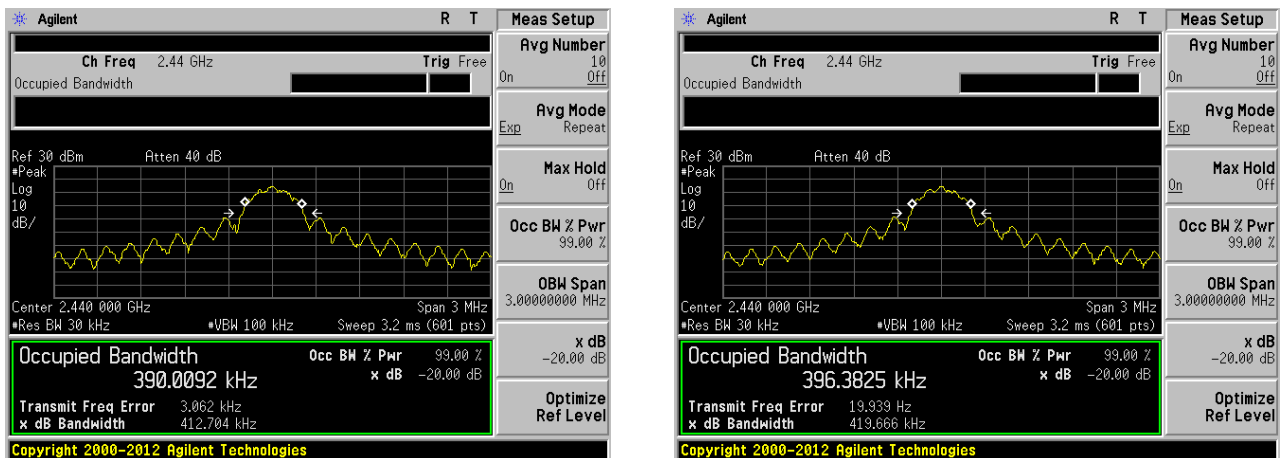 Agilent R T Meas Setup
Avg Number
10
On Off
Ch Freq 2.44 GHz Trig Free
Occupied Bandwidth
Avg Mode
Exp Repeat
Ref 30 dBm Atten 40 dB
#Peak
Log
10
dB/
Max Hold
On Off
Occ BW % Pwr
99.00 %
OBW Span
3.00000000 MHz
Center 2.440 000 GHz Span 3 MHz
#Res BW 30 kHz #VBW 100 kHz Sweep 3.2 ms (601 pts)
x dB
-20.00 dB
Occupied Bandwidth Occ BW % Pwr 99.00 %
390.0092 kHz x dB -20.00 dB
Transmit Freq Error 3.062 kHz
x dB Bandwidth 412.704 kHz
Optimize
Ref Level
Copyright 2000-2012 Agilent Technologies
Agilent R T Meas Setup
Avg Number
10
On Off
Ch Freq 2.44 GHz Trig Free
Occupied Bandwidth
Avg Mode
Exp Repeat
Ref 30 dBm Atten 40 dB
#Peak
Log
10
dB/
Max Hold
On Off
Occ BW % Pwr
99.00 %
OBW Span
3.00000000 MHz
Center 2.440 000 GHz Span 3 MHz
#Res BW 30 kHz #VBW 100 kHz Sweep 3.2 ms (601 pts)
x dB
-20.00 dB
Occupied Bandwidth Occ BW % Pwr 99.00 %
396.3825 kHz x dB -20.00 dB
Transmit Freq Error 19.939 Hz
x dB Bandwidth 419.666 kHz
Optimize
Ref Level
Copyright 2000-2012 Agilent Technologies